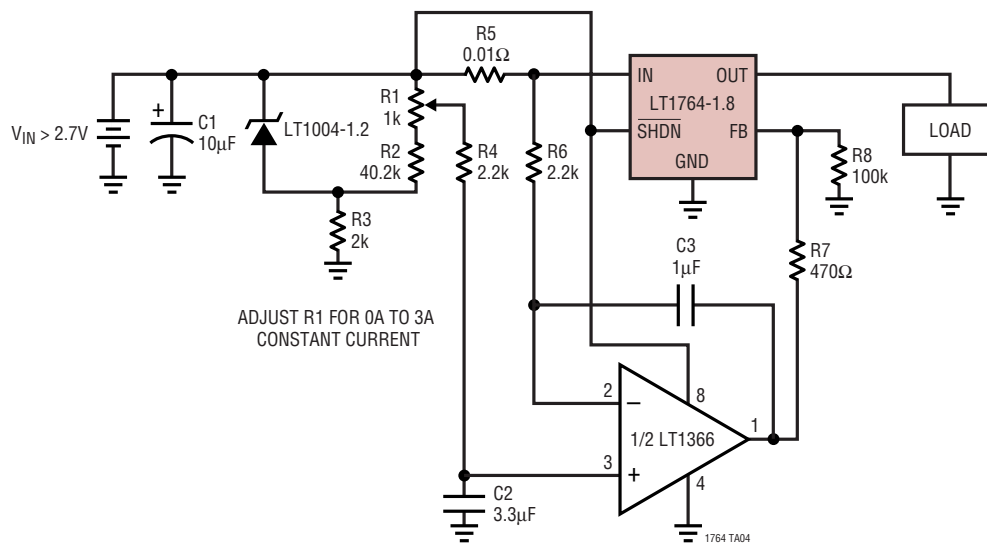 R5
0.01Ω
IN
OUT
LT1764-1.8
SHDN
FB
GND
LOAD
VIN > 2.7V
+
C1
10µF
LT1004-1.2
R1
1k
R2
40.2k
R4
2.2k
R6
2.2k
R8
100k
R3
2k
C3
1µF
R7
470Ω
ADJUST R1 FOR 0A TO 3A
CONSTANT CURRENT
2
–
8
1/2 LT1366
1
3
+
4
C2
3.3µF
1764 TA04